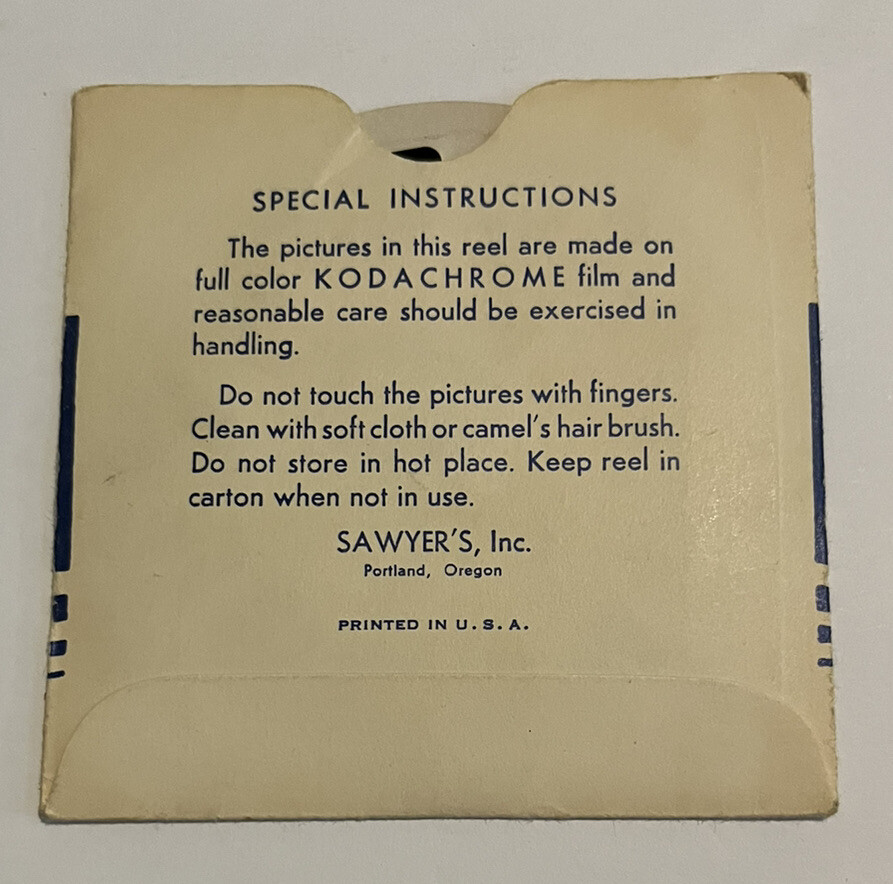 SPECIAL INSTRUCTIONS
The pictures in this reel are made on
full color KODACHROME film and
reasonable care should be exercised in
handling.
Do not touch the pictures with fingers.
Clean with soft cloth or camel's hair brush.
Do not store in hot place. Keep reel in
carton when not in use.
SAWYER'S, Inc.
Portland, Oregon
PRINTED IN U. S. A.